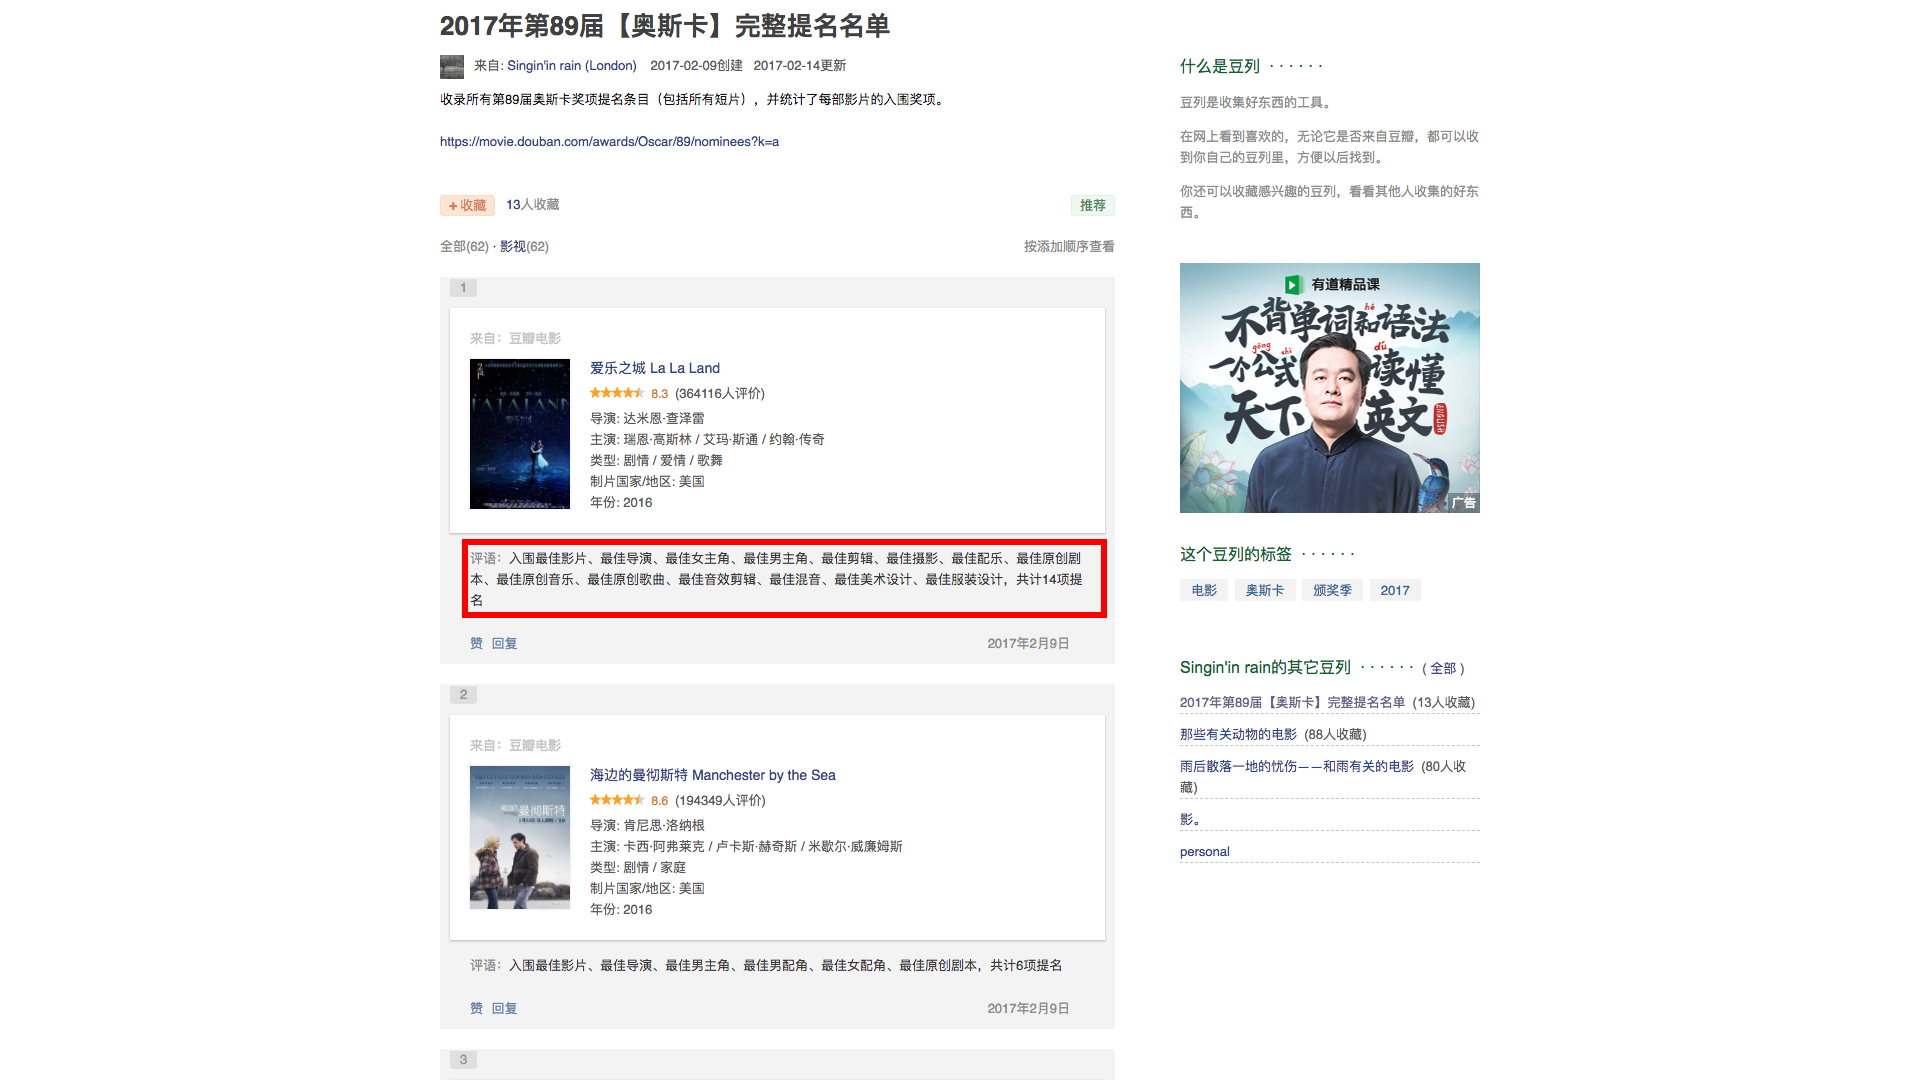 2017年第89届【奥斯卡】完整提名名单
来自: Singin'in rain (London) 2017-02-09创建 2017-02-14更新
收录所有第89届奥斯卡奖项提名条目（包括所有短片），并统计了每部影片的入围奖项。
https://movie.douban.com/awards/Oscar/89/nominees?k=a
+ 收藏 13人收藏 推荐
全部(62) · 影视(62) 按添加顺序查看
1
来自：豆瓣电影
爱乐之城 La La Land
8.3 (364116人评价)
导演: 达米恩·查泽雷
主演: 瑞恩·高斯林 / 艾玛·斯通 / 约翰·传奇
类型: 剧情 / 爱情 / 歌舞
制片国家/地区: 美国
年份: 2016
LA LA LAND
爱乐之城
评语：入围最佳影片、最佳导演、最佳女主角、最佳男主角、最佳剪辑、最佳摄影、最佳配乐、最佳原创剧
本、最佳原创音乐、最佳原创歌曲、最佳音效剪辑、最佳混音、最佳美术设计、最佳服装设计，共计14项提
名
赞 回复 2017年2月9日
2
来自：豆瓣电影
海边的曼彻斯特 Manchester by the Sea
8.6 (194349人评价)
导演: 肯尼思·洛纳根
主演: 卡西·阿弗莱克 / 卢卡斯·赫奇斯 / 米歇尔·威廉姆斯
类型: 剧情 / 家庭
制片国家/地区: 美国
年份: 2016
海边的曼彻斯特
评语：入围最佳影片、最佳导演、最佳男主角、最佳男配角、最佳女配角、最佳原创剧本，共计6项提名
赞 回复 2017年2月9日
3
什么是豆列 · · · · · ·
豆列是收集好东西的工具。
在网上看到喜欢的，无论它是否来自豆瓣，都可以收
到你自己的豆列里，方便以后找到。
你还可以收藏感兴趣的豆列，看看其他人收集的好东
西。
有道精品课
不背单词和语法
hé
一个公式 读懂
gōng shì dú
天下英文
ENGLISH
广告
这个豆列的标签 · · · · · ·
电影 奥斯卡 颁奖季 2017
Singin'in rain的其它豆列 · · · · · · ( 全部 )
2017年第89届【奥斯卡】完整提名名单 (13人收藏)
那些有关动物的电影 (88人收藏)
雨后散落一地的忧伤——和雨有关的电影 (80人收
藏)
影。
personal